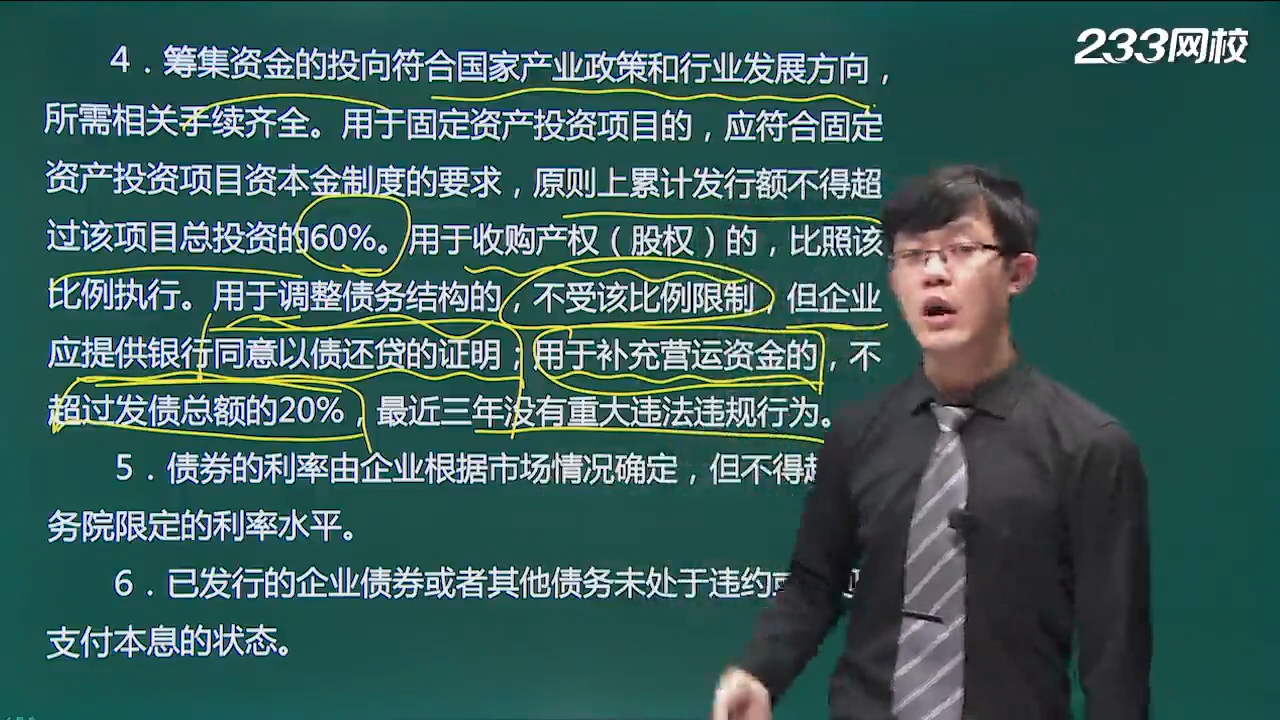 233网校
4．筹集资金的投向符合国家产业政策和行业发展方向，
所需相关手续齐全。用于固定资产投资项目的，应符合固定
资产投资项目资本金制度的要求，原则上累计发行额不得超
过该项目总投资的60%。用于收购产权（股权）的，比照该
比例执行。用于调整债务结构的，不受该比例限制，但企业
应提供银行同意以债还贷的证明；用于补充营运资金的，不
超过发债总额的20%，最近三年没有重大违法违规行为。
5．债券的利率由企业根据市场情况确定，但不得超
务院限定的利率水平。
6．已发行的企业债券或者其他债务未处于违约或
支付本息的状态。